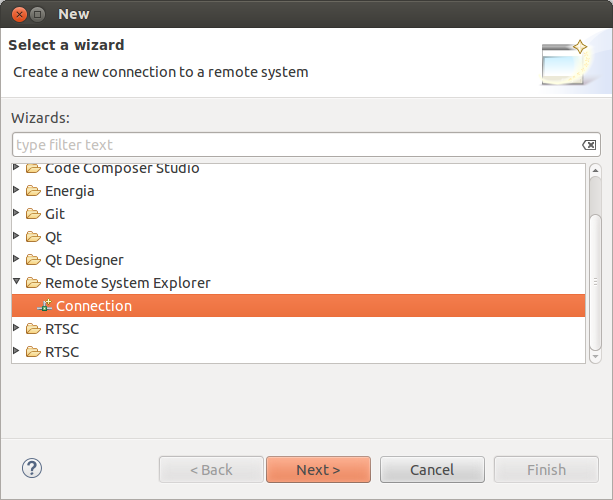 New
Select a wizard
Create a new connection to a remote system
Wizards:
type filter text
Code Composer Studio
Energia
Git
Qt
Qt Designer
Remote System Explorer
Connection
RTSC
RTSC
?
< Back
Next >
Cancel
Finish